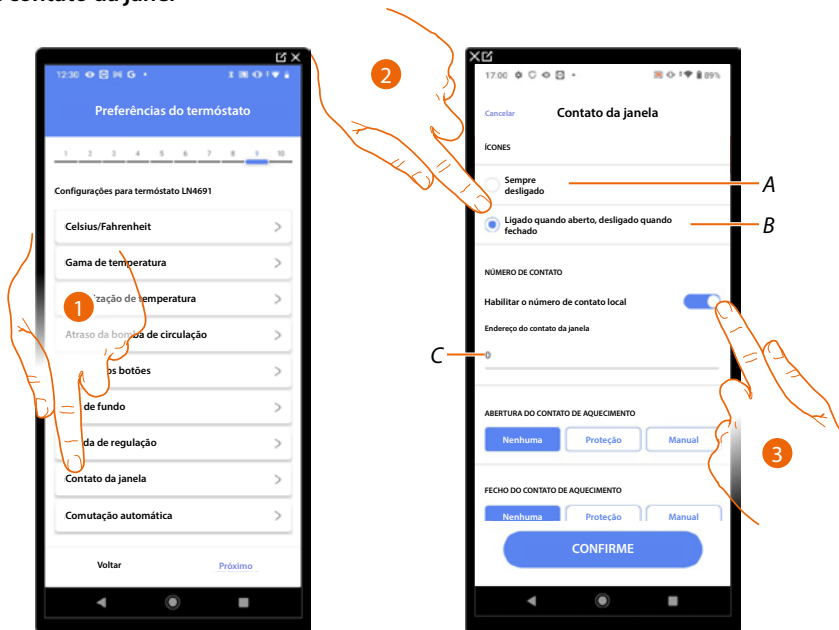 12:30
Preferências do termóstato
1 2 3 4 5 6 7 8 9 10
Configurações para termóstato LN4691
Celsius/Fahrenheit
Gama de temperatura
ização de temperatura
Atraso da bomba de circulação
os botões
de fundo
da de regulação
Contato da janela
Comutação automática
Voltar
Próximo
1
2
17:00
89%
Cancelar
Contato da janela
ÍCONES
Sempre
desligado
A
Ligado quando aberto, desligado quando
fechado
B
NÚMERO DE CONTATO
Habilitar o número de contato local
Endereço do contato da janela
C
0
ABERTURA DO CONTATO DE AQUECIMENTO
Nenhuma
Proteção
Manual
3
FECHO DO CONTATO DE AQUECIMENTO
Nenhuma
Proteção
Manual
CONFIRME